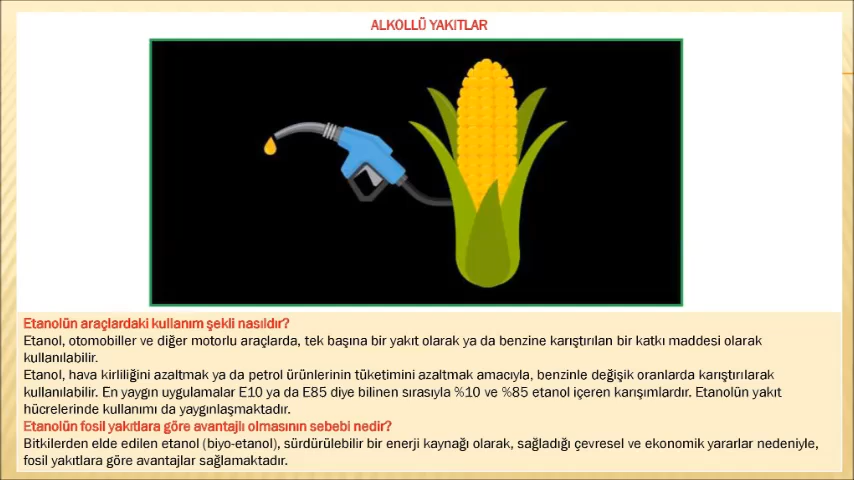 ALKOLLÜ YAKITLAR
Etanolün araçlardaki kullanım şekli nasıldır?
Etanol, otomobiller ve diğer motorlu araçlarda, tek başına bir yakıt olarak ya da benzine karıştırılan bir katkı maddesi olarak
kullanılabilir.
Etanol, hava kirliliğini azaltmak ya da petrol ürünlerinin tüketimini azaltmak amacıyla, benzinle değişik oranlarda karıştırılarak
kullanılabilir. En yaygın uygulamalar E10 ya da E85 diye bilinen sırasıyla %10 ve %85 etanol içeren karışımlardır. Etanolün yakıt
hücrelerinde kullanımı da yaygınlaşmaktadır.
Etanolün fosil yakıtlara göre avantajlı olmasının sebebi nedir?
Bitkilerden elde edilen etanol (biyo-etanol), sürdürülebilir bir enerji kaynağı olarak, sağladığı çevresel ve ekonomik yararlar nedeniyle,
fosil yakıtlara göre avantajlar sağlamaktadır.